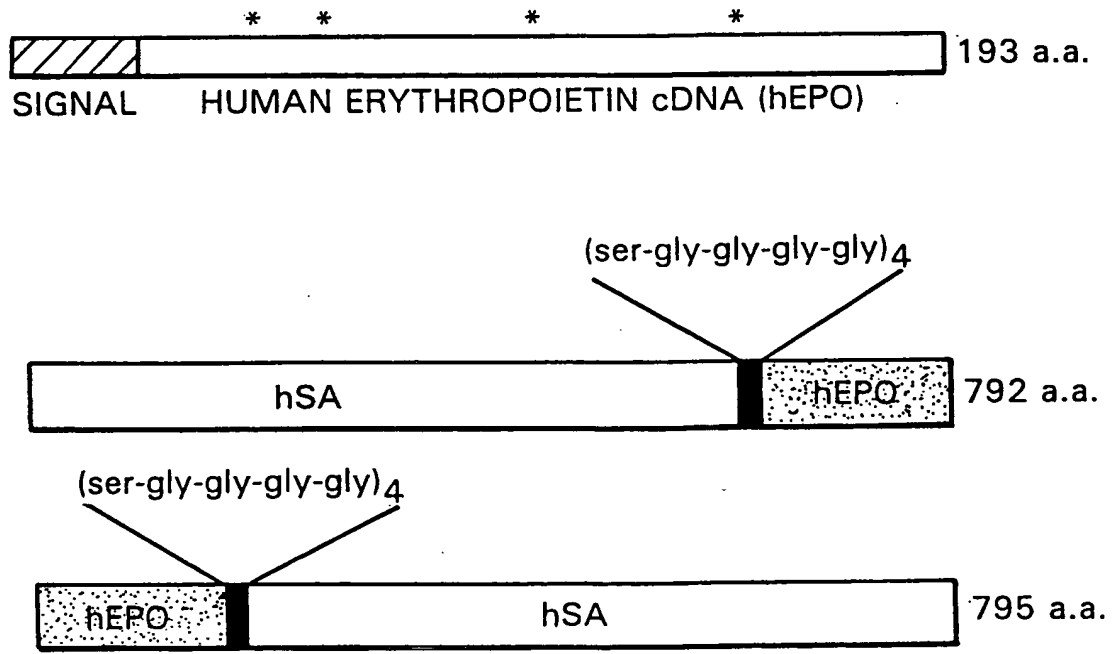 * * * *
193 a.a.
SIGNAL HUMAN ERYTHROPOIETIN cDNA (hEPO)
(ser-gly-gly-gly-gly)4
hSA hEPO 792 a.a.
(ser-gly-gly-gly-gly)4
hEPO hSA 795 a.a.